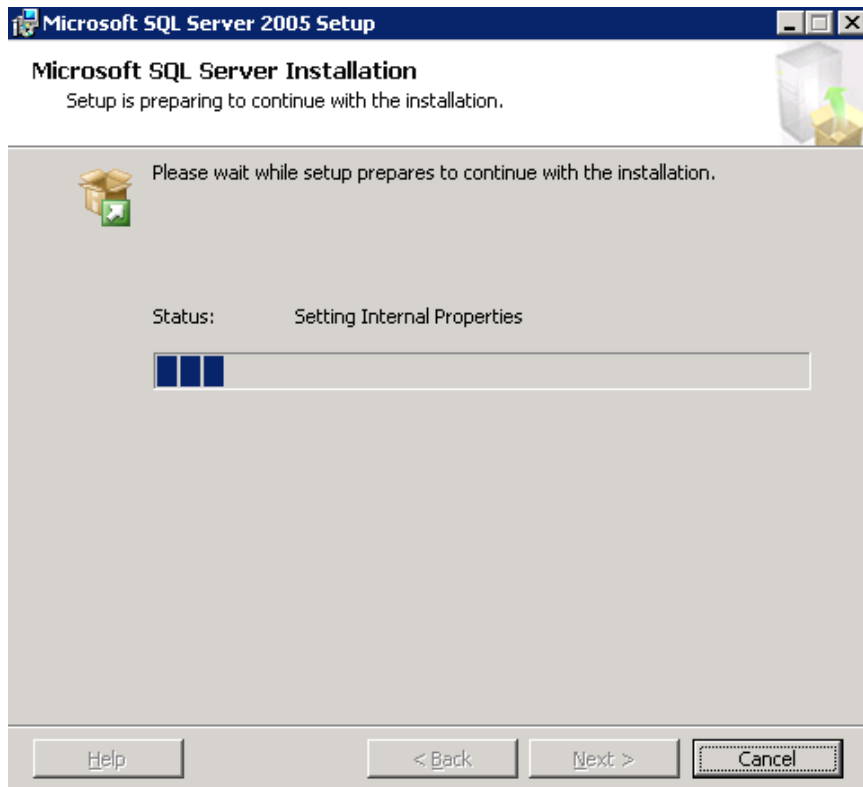 Microsoft SQL Server 2005 Setup
Microsoft SQL Server Installation
Setup is preparing to continue with the installation.
Please wait while setup prepares to continue with the installation.
Status: Setting Internal Properties
Help < Back Next > Cancel